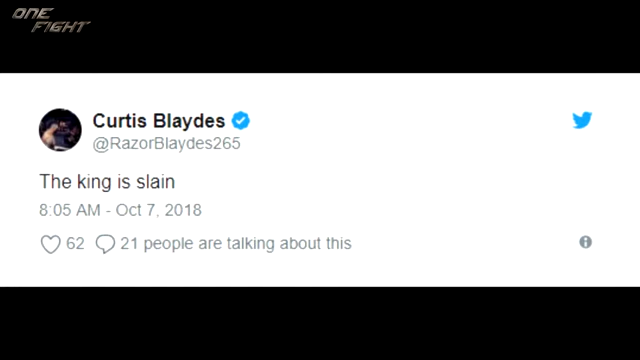 ONE
FIGHT
Curtis Blaydes
@RazorBlaydes265
The king is slain
8:05 AM - Oct 7, 2018
62 21 people are talking about this